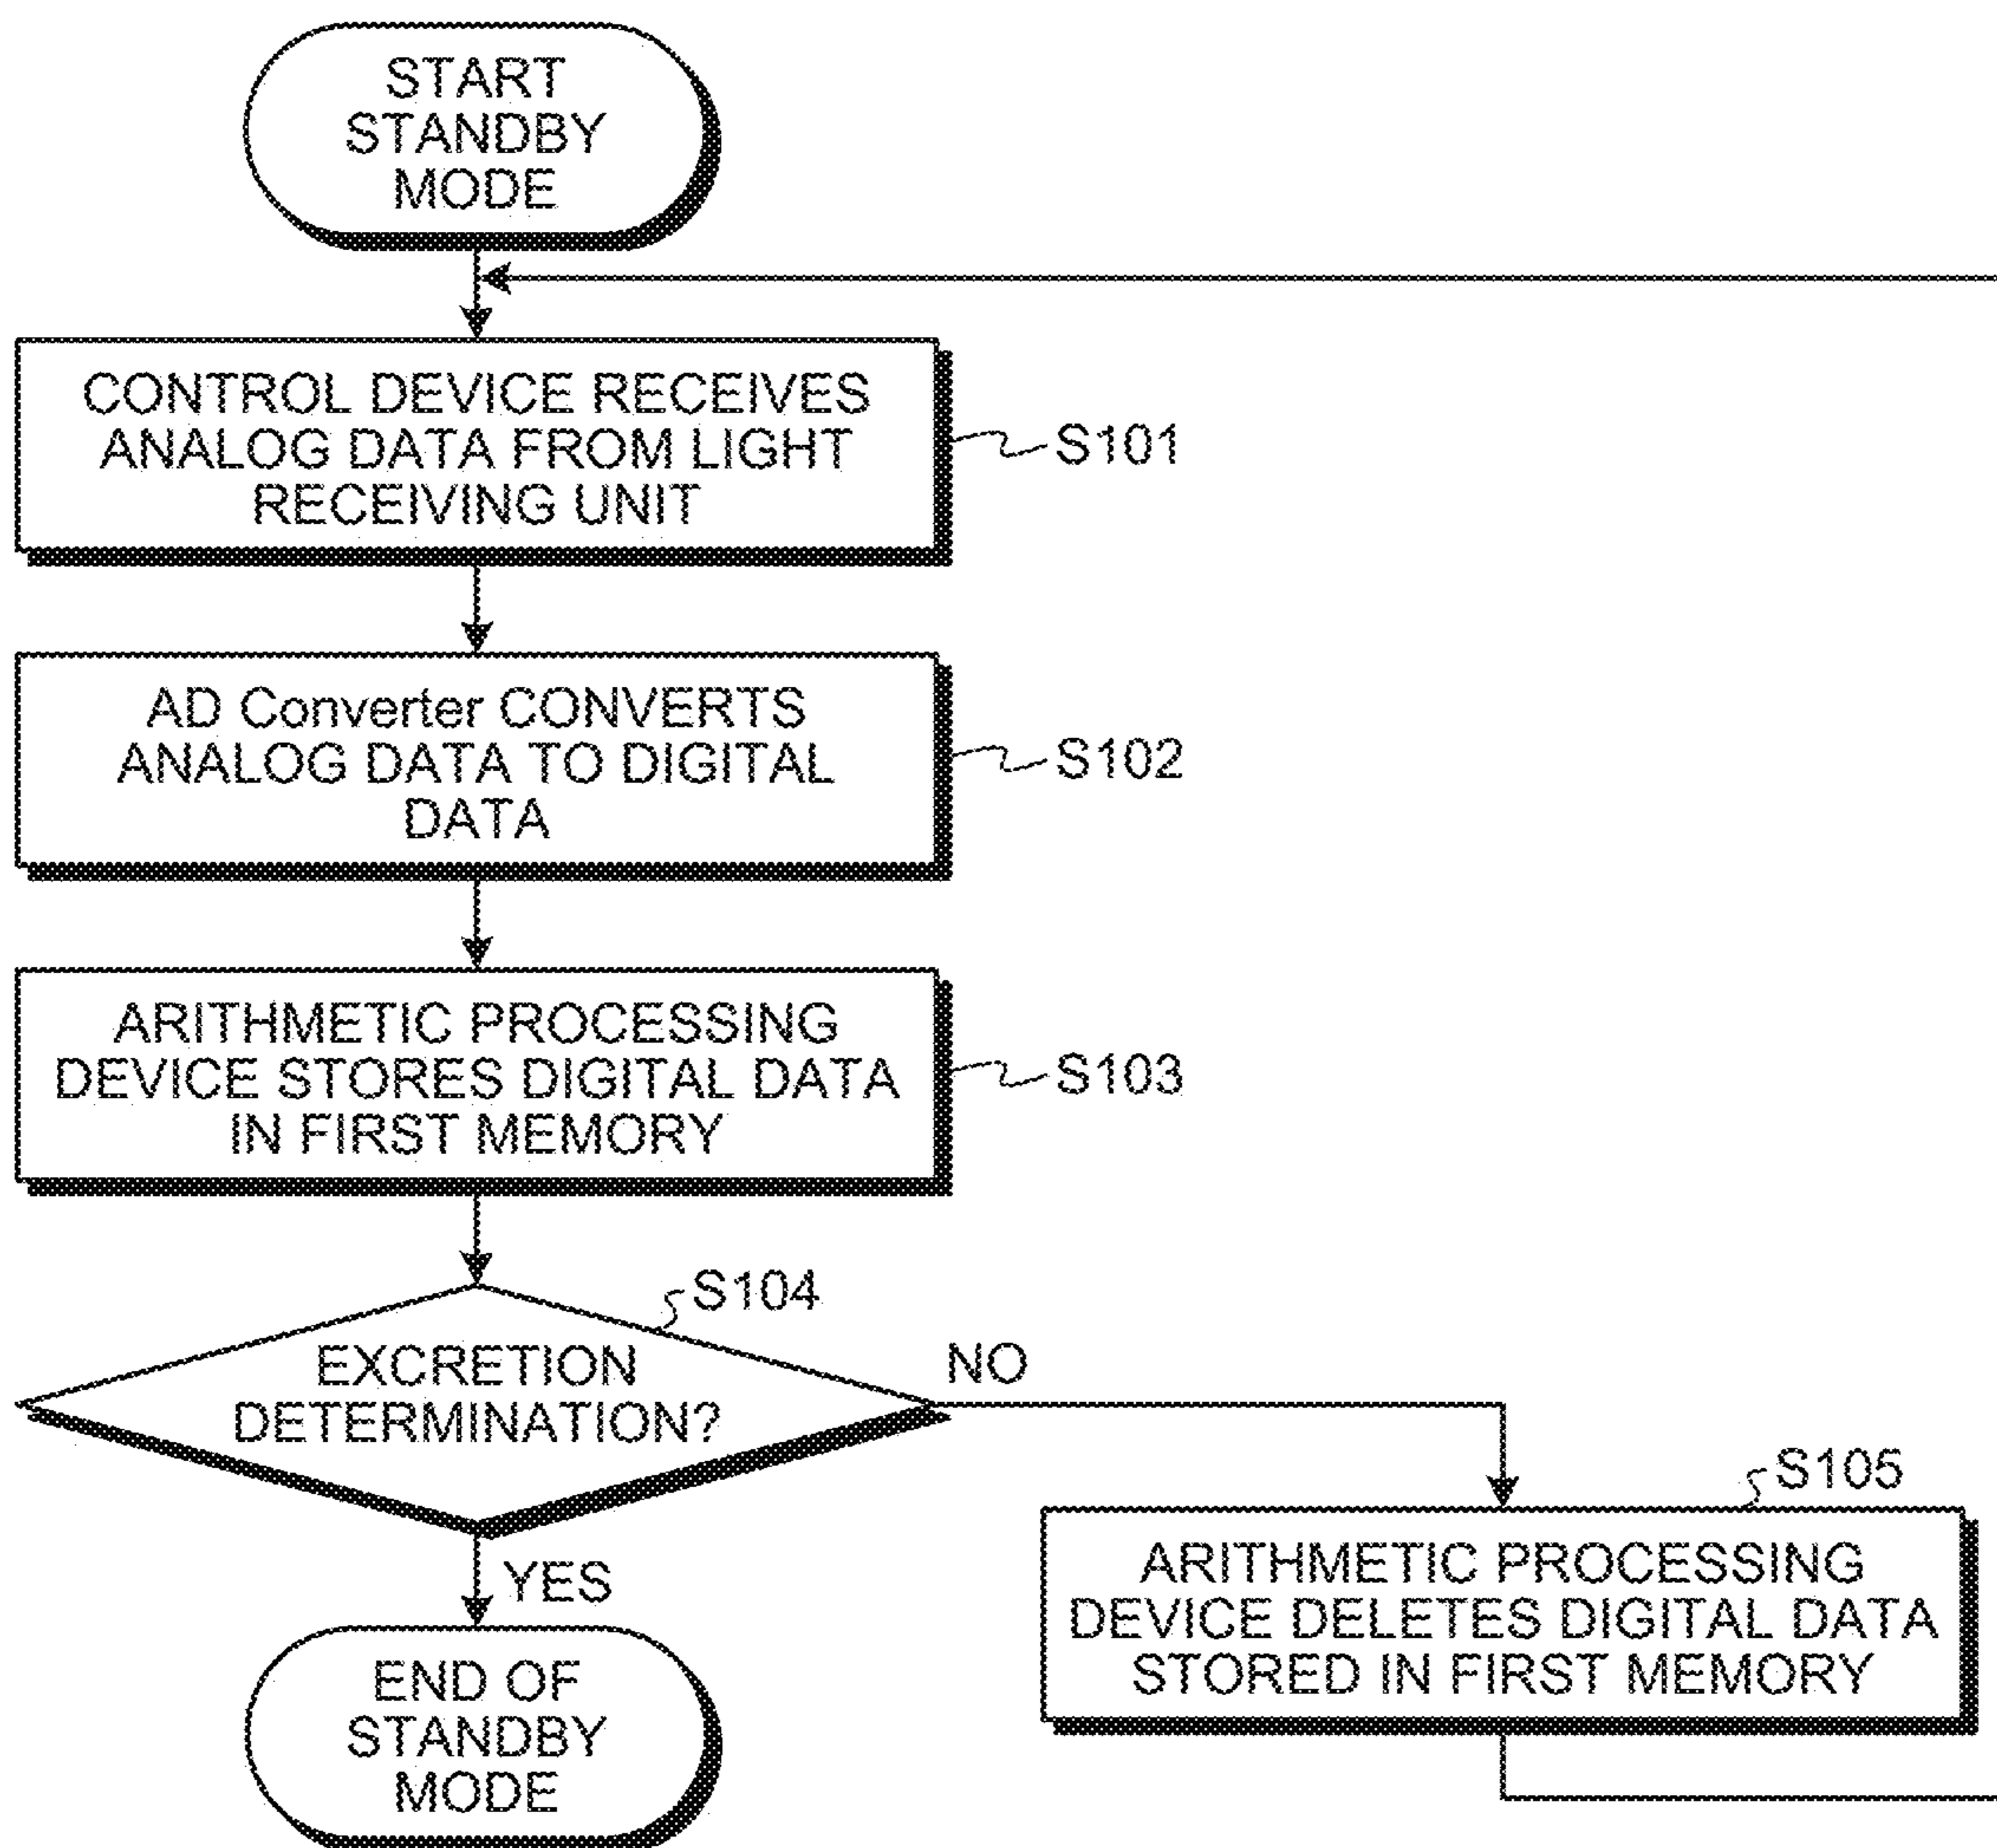 START
STANDBY
MODE
CONTROL DEVICE RECEIVES
ANALOG DATA FROM LIGHT
RECEIVING UNIT
S101
AD Converter CONVERTS
ANALOG DATA TO DIGITAL
DATA
S102
ARITHMETIC PROCESSING
DEVICE STORES DIGITAL DATA
IN FIRST MEMORY
S103
S104
EXCRETION
DETERMINATION?
NO
YES
S105
ARITHMETIC PROCESSING
DEVICE DELETES DIGITAL DATA
STORED IN FIRST MEMORY
END OF
STANDBY
MODE